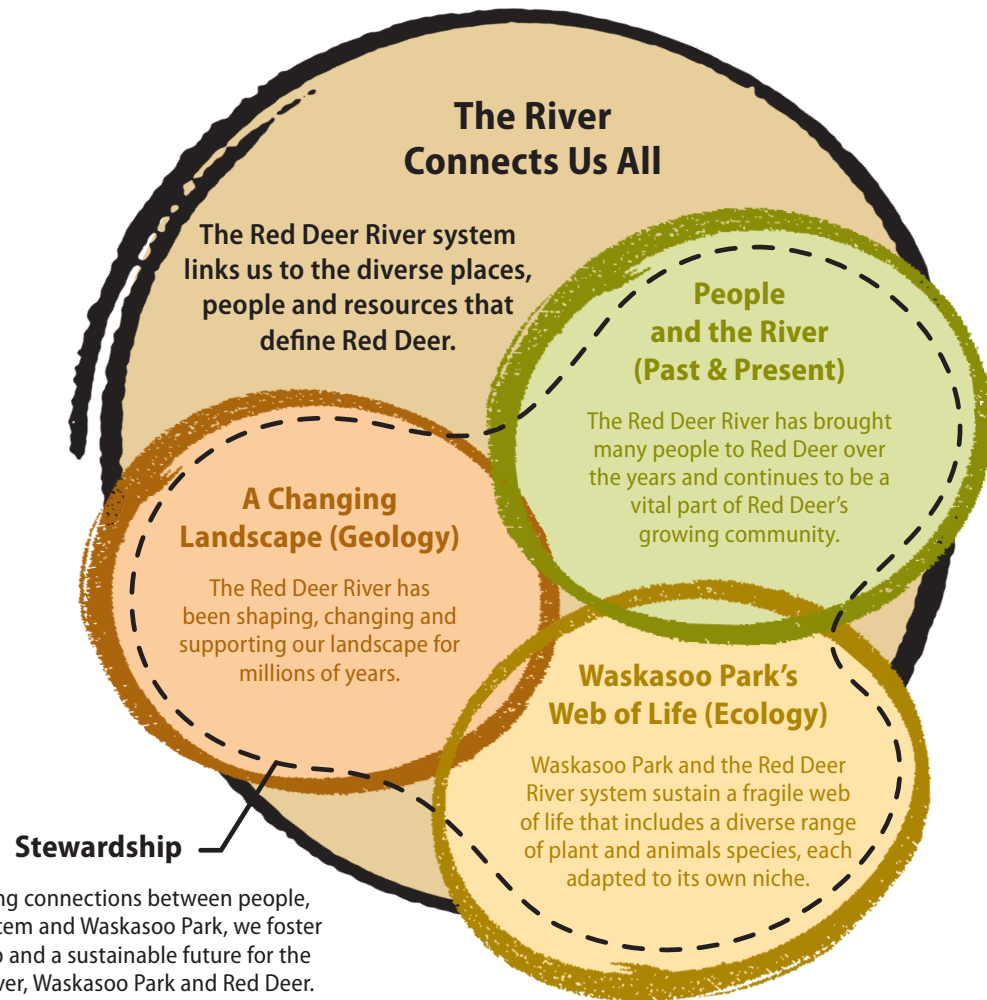 The River
Connects Us All
The Red Deer River system
links us to the diverse places,
people and resources that
define Red Deer.
People
and the River
(Past & Present)
The Red Deer River has brought
many people to Red Deer over
the years and continues to be a
vital part of Red Deer's
growing community.
A Changing
Landscape (Geology)
The Red Deer River has
been shaping, changing and
supporting our landscape for
millions of years.
Waskasoo Park's
Web of Life (Ecology)
Waskasoo Park and the Red Deer
River system sustain a fragile web
of life that includes a diverse range
of plant and animals species, each
adapted to its own niche.
Stewardship
connections between people,
and Waskasoo Park, we foster
and a sustainable future for the
Waskasoo Park and Red Deer.